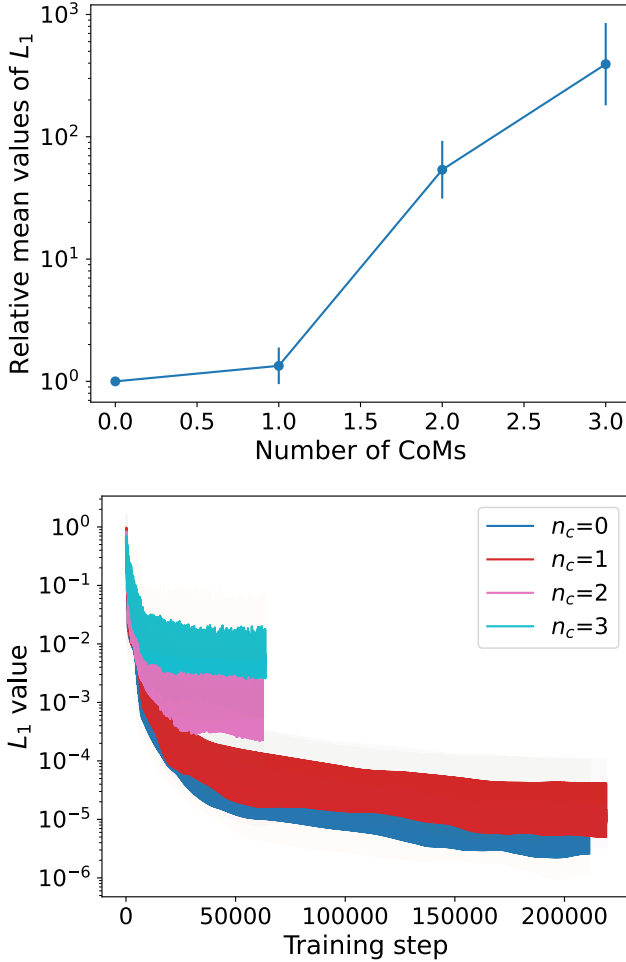 Relative mean values of L₁
10³
10²
10¹
10⁰
0.0 0.5 1.0 1.5 2.0 2.5 3.0
Number of CoMs
L₁ value
10⁰
10⁻¹
10⁻²
10⁻³
10⁻⁴
10⁻⁵
10⁻⁶
n_c=0
n_c=1
n_c=2
n_c=3
0 50000 100000 150000 200000
Training step